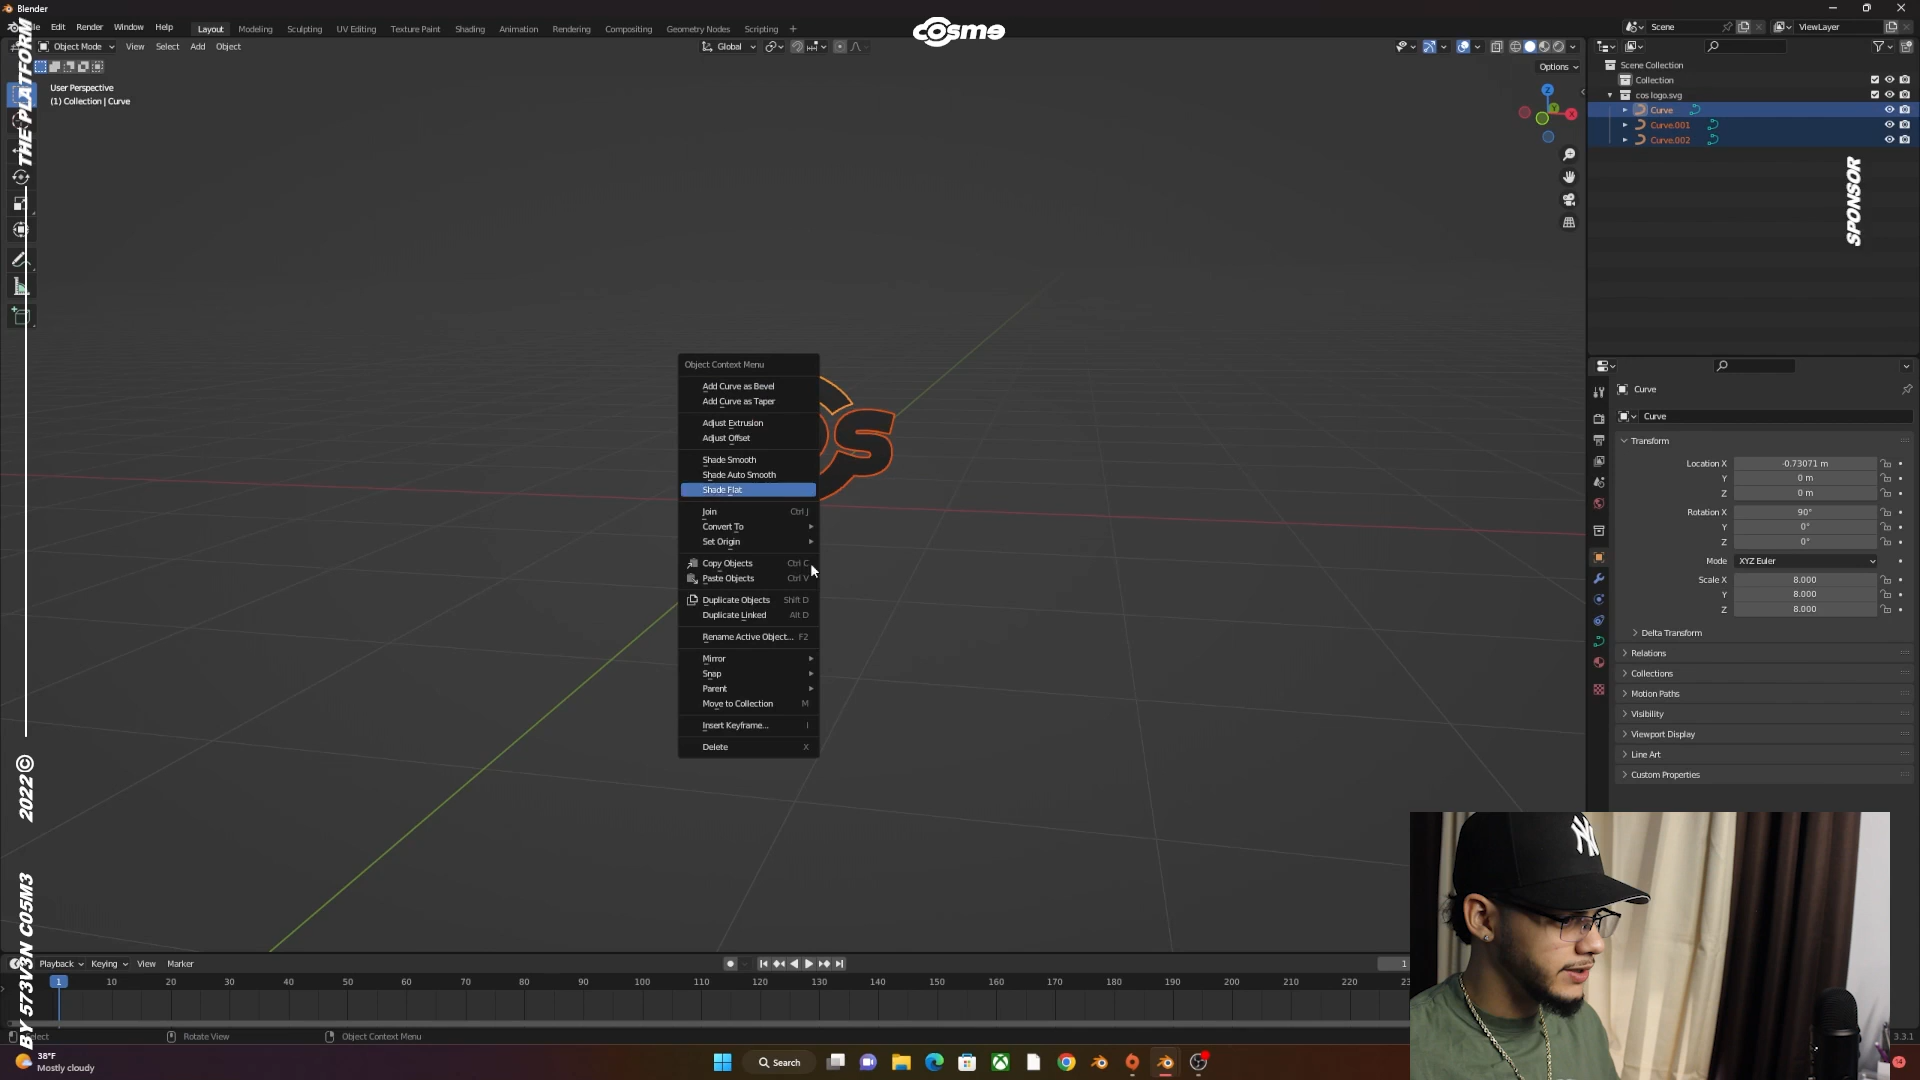 Blender
Edit Render Window Help
Layout Modeling Sculpting UV Editing Texture Paint Shading Animation Rendering Compositing Geometry Nodes Scripting +
cosme
Scene
ViewLayer
Object Mode View Select Add Object
Global
Options
User Perspective
(1) Collection | Curve
Scene Collection
Collection
cos logo.svg
Curve
Curve.001
Curve.002
THE PLATFORM
SPONSOR
2022©
BY 573V3N C05M3
Object Context Menu
Add Curve as Bevel
Add Curve as Taper
Adjust Extrusion
Adjust Offset
Shade Smooth
Shade Auto Smooth
Shade Flat
Join Ctrl J
Convert To
Set Origin
Copy Objects Ctrl C
Paste Objects Ctrl V
Duplicate Objects Shift D
Duplicate Linked Alt D
Rename Active Object... F2
Mirror
Snap
Parent
Move to Collection M
Insert Keyframe... I
Delete X
Curve
Curve
Transform
Location X -0.73071 m
Y 0 m
Z 0 m
Rotation X 90°
Y 0°
Z 0°
Mode XYZ Euler
Scale X 8.000
Y 8.000
Z 8.000
Delta Transform
Relations
Collections
Motion Paths
Visibility
Viewport Display
Line Art
Custom Properties
Playback Keying View Marker
1
1 10 20 30 40 50 60 70 80 90 100 110 120 130 140 150 160 170 180 190 200 210 220
Select Rotate View Object Context Menu
3.3.1
38°F
Mostly cloudy
Search